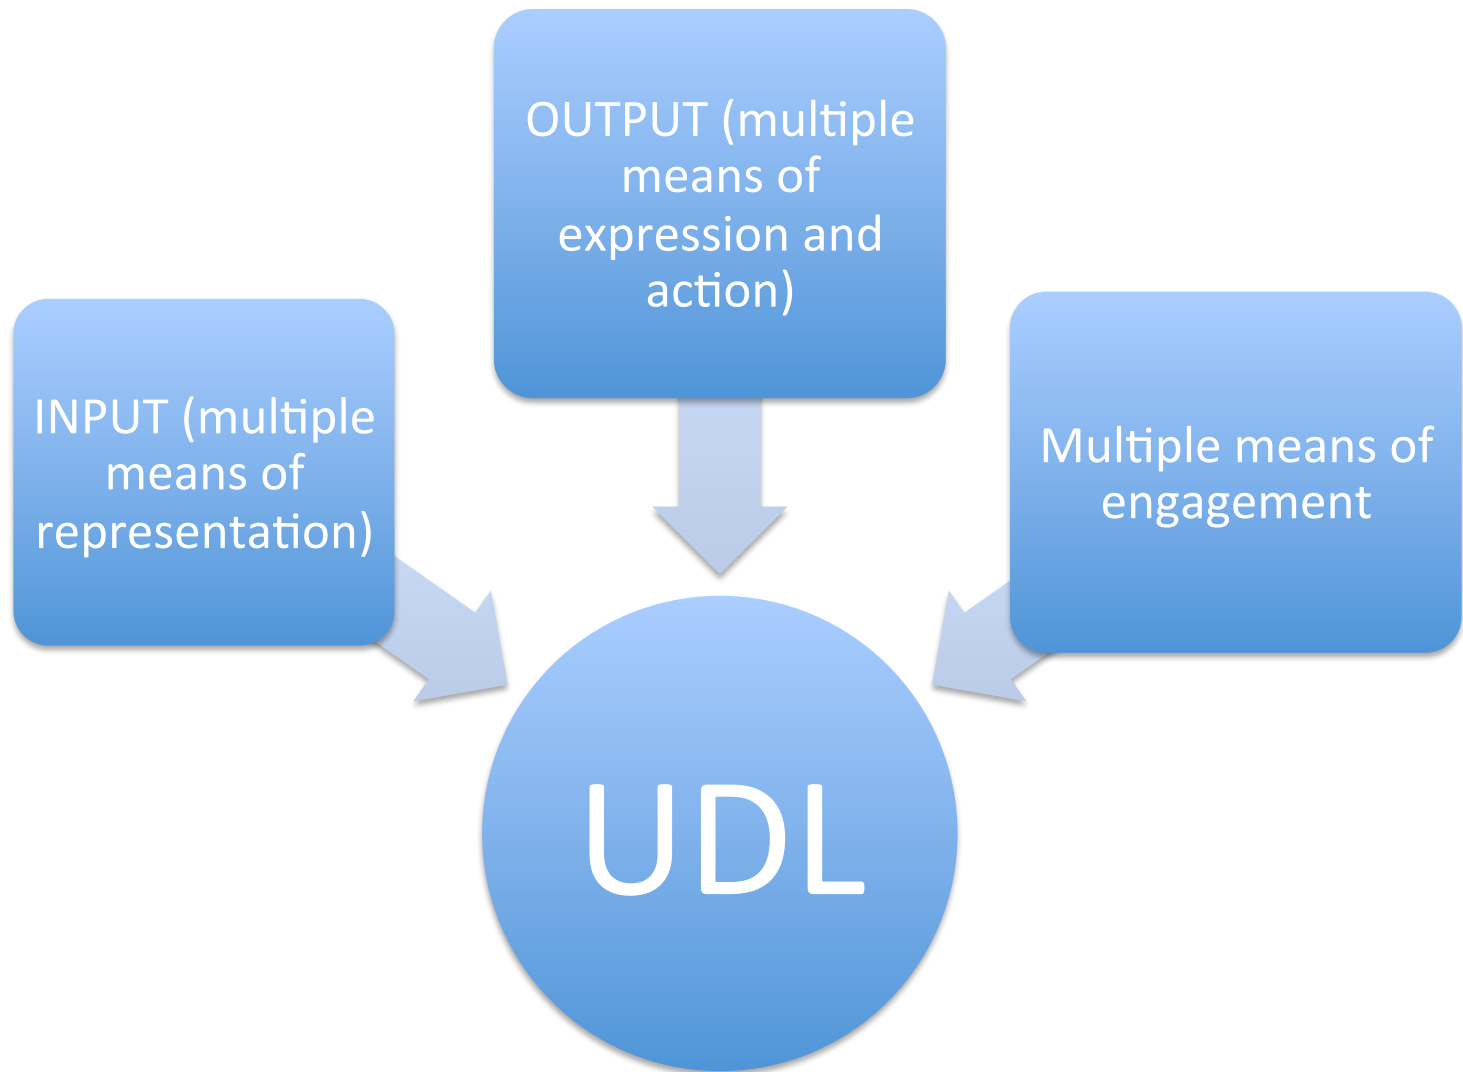 OUTPUT (multiple
means of
expression and
action)
INPUT (multiple
means of
representation)
Multiple means of
engagement
UDL